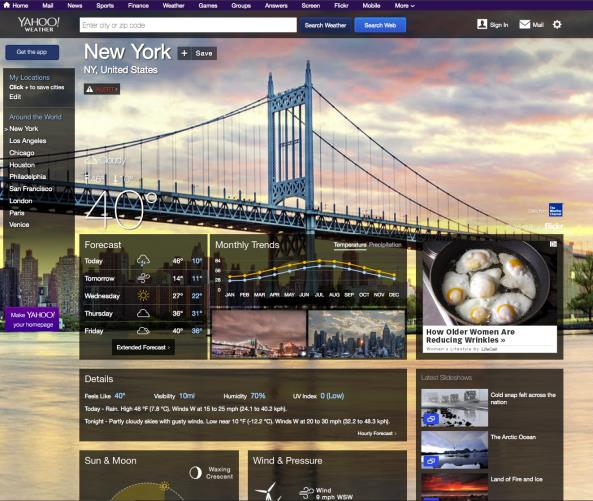 Home Mail News Sports Finance Weather Games Groups Answers Screen Flickr Mobile More
YAHOO!
WEATHER
Enter city or zip code
Search Weather
Search Web
Sign In
Mail
Get the app
New York
+ Save
NY, United States
ALERT
My Locations
Click + to save cities
Edit
Around the World
> New York
Los Angeles
Chicago
Houston
Philadelphia
San Francisco
London
Paris
Venice
Cloudy
46° 10°
40°
The Weather Channel
flickr
Make YAHOO!
your homepage
Forecast
Today 46° 10°
Tomorrow 14° 11°
Wednesday 27° 22°
Thursday 36° 31°
Friday 40° 36°
Extended Forecast >
Monthly Trends
Temperature Precipitation
84
56
28
0
JAN FEB MAR APR MAY JUN JUL AUG SEP OCT NOV DEC
How Older Women Are
Reducing Wrinkles »
Women's Lifestyle by LifeCell
Details
Feels Like 40° Visibility 10mi Humidity 70% UV Index 0 (Low)
Today - Rain. High 46 °F (7.8 °C). Winds W at 15 to 25 mph (24.1 to 40.2 kph).
Tonight - Partly cloudy skies with gusty winds. Low near 10 °F (-12.2 °C). Winds W at 20 to 30 mph (32.2 to 48.3 kph).
Hourly Forecast >
Latest Slideshows
Cold snap felt across the
nation
The Arctic Ocean
Land of Fire and Ice
Sun & Moon
Waxing
Crescent
Wind & Pressure
Wind
9 mph WSW